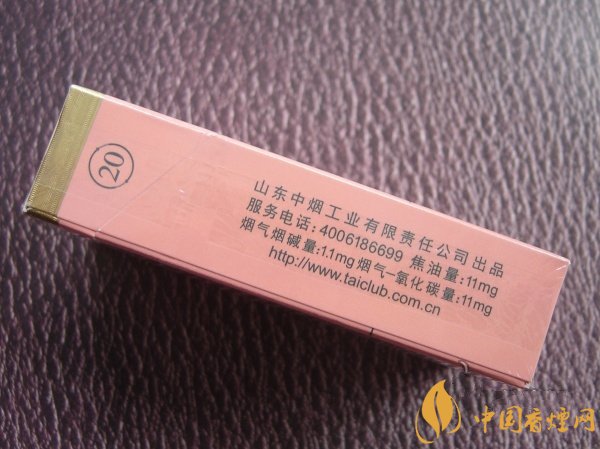 20
山东中烟工业有限责任公司出品
服务电话:4006186699 焦油量:11mg
烟气烟碱量:1.1mg 烟气一氧化碳量:11mg
http://www.taiclub.com.cn
中国香烟网